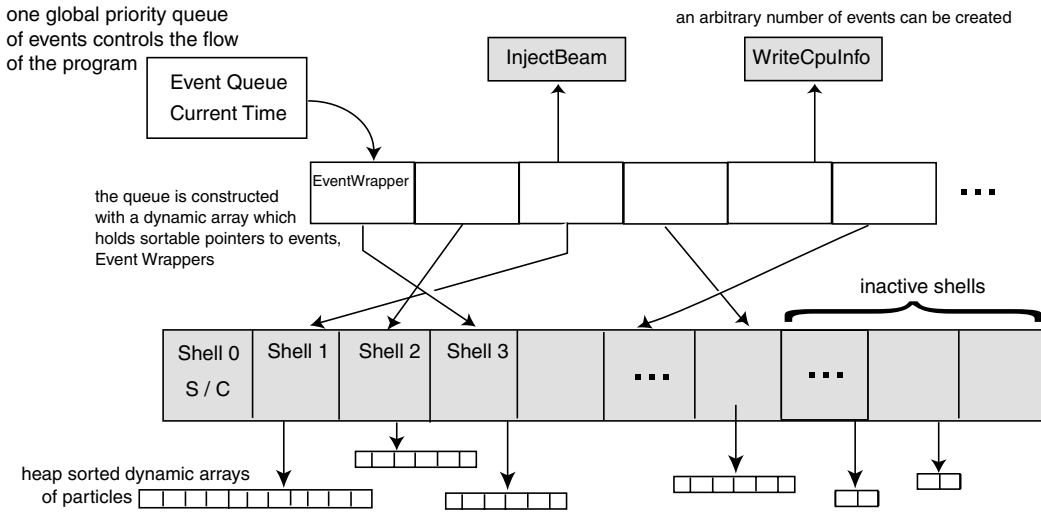 one global priority queue
of events controls the flow
of the program
an arbitrary number of events can be created
Event Queue
Current Time
InjectBeam
WriteCpuInfo
EventWrapper
...
the queue is constructed
with a dynamic array which
holds sortable pointers to events,
Event Wrappers
inactive shells
Shell 0
S / C
Shell 1
Shell 2
Shell 3
...
...
heap sorted dynamic arrays
of particles